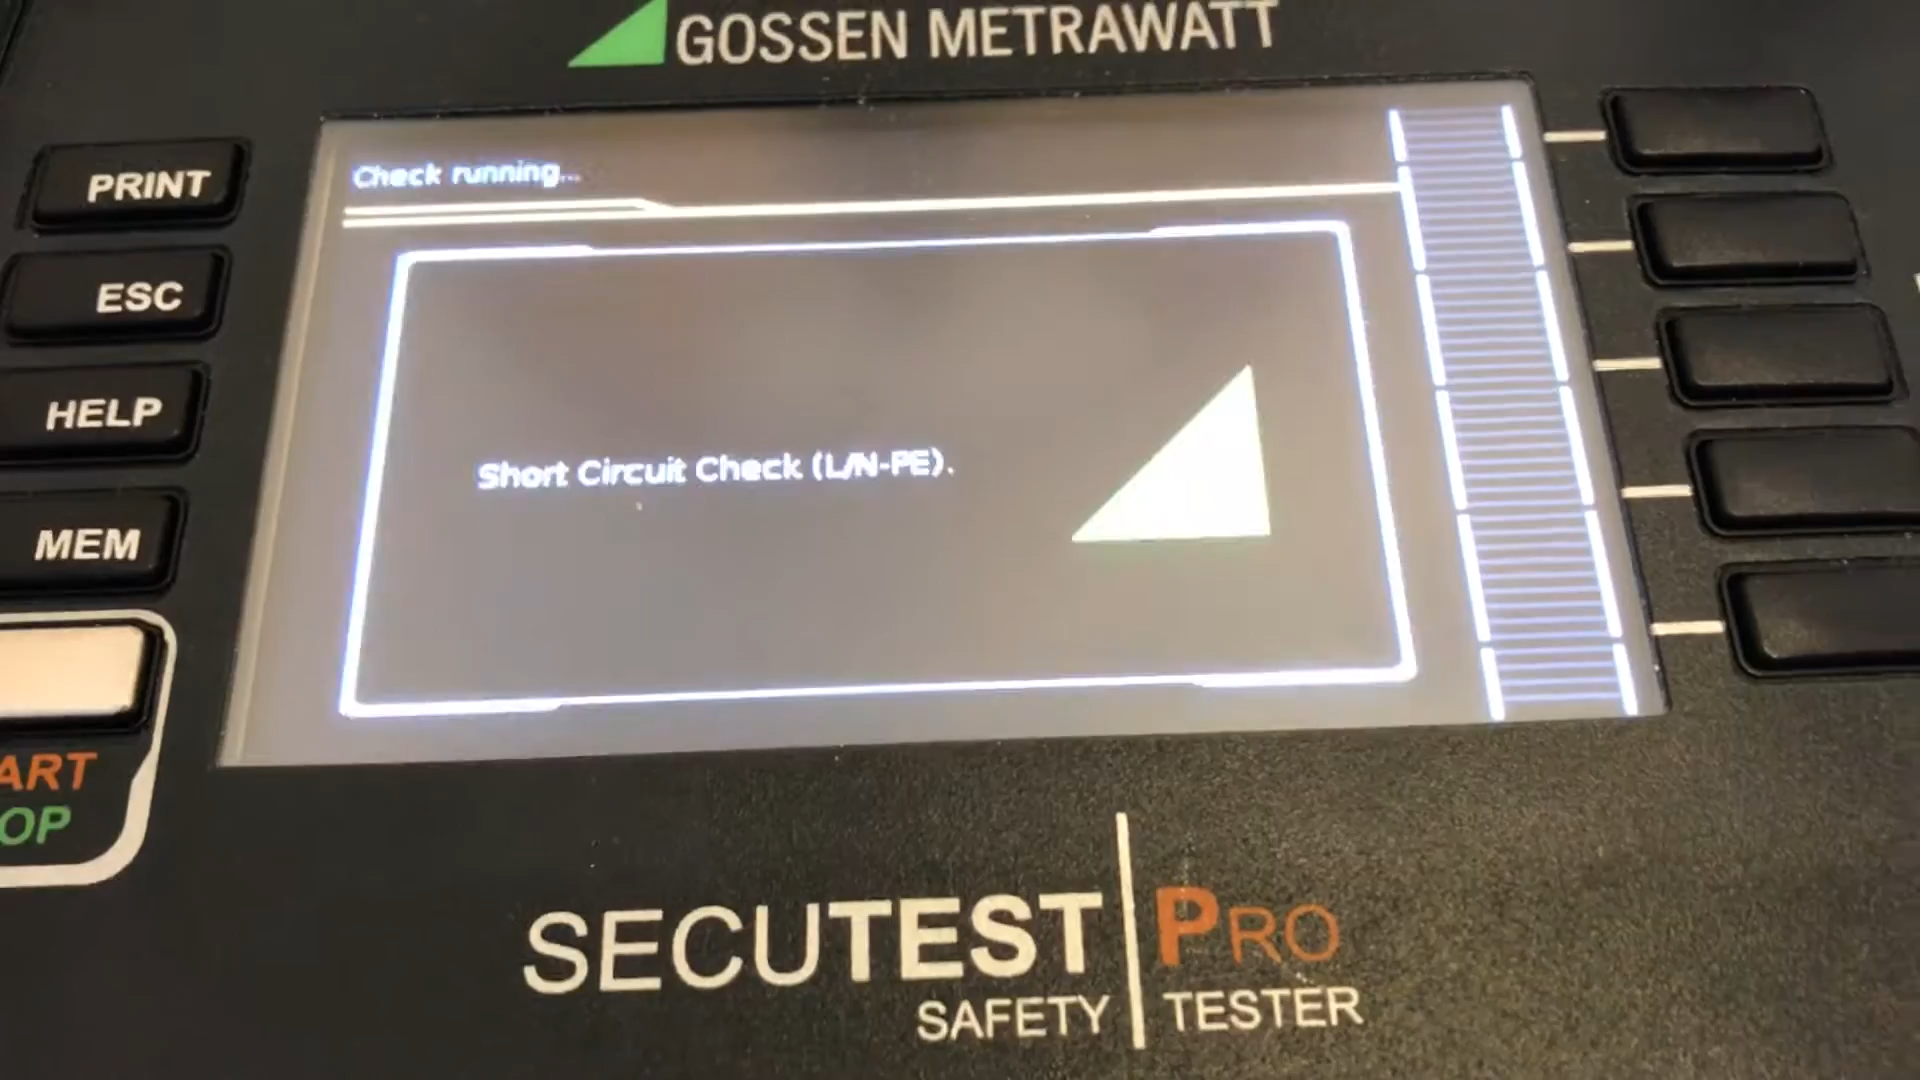 GOSSEN METRAWATT
Check running...
PRINT
ESC
HELP
MEM
Short Circuit Check (L/N-PE).
ART
OP
SECUTEST PRO
SAFETY TESTER